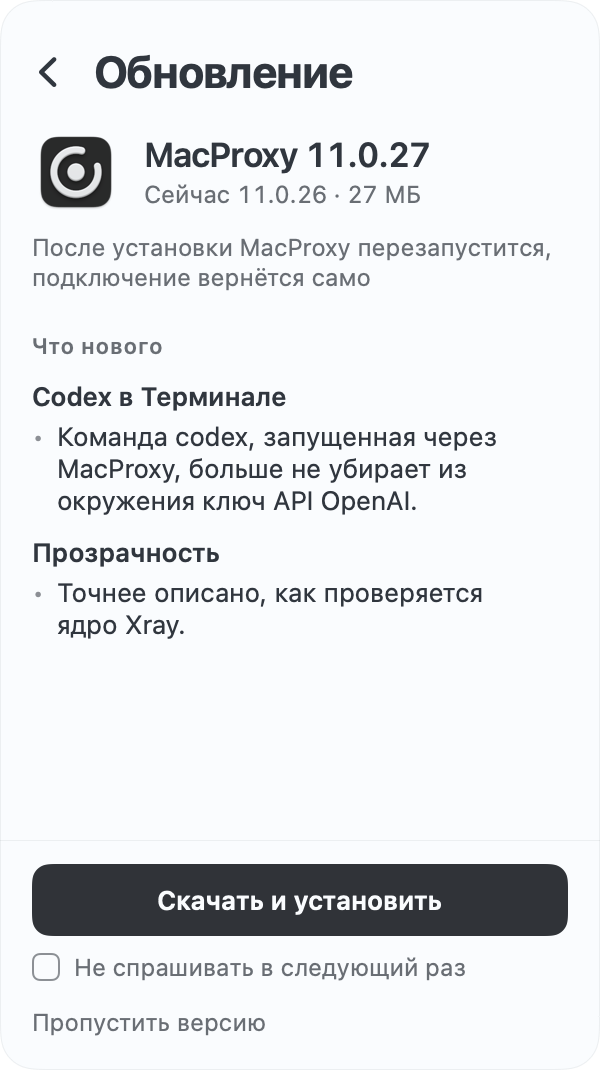 Обновление
MacProxy 11.0.27
Сейчас 11.0.26 · 27 МБ
После установки MacProxy перезапустится,
подключение вернётся само
Что нового
Codex в Терминале
• Команда codex, запущенная через
MacProxy, больше не убирает из
окружения ключ API OpenAI.
Прозрачность
• Точнее описано, как проверяется
ядро Xray.
Скачать и установить
Не спрашивать в следующий раз
Пропустить версию